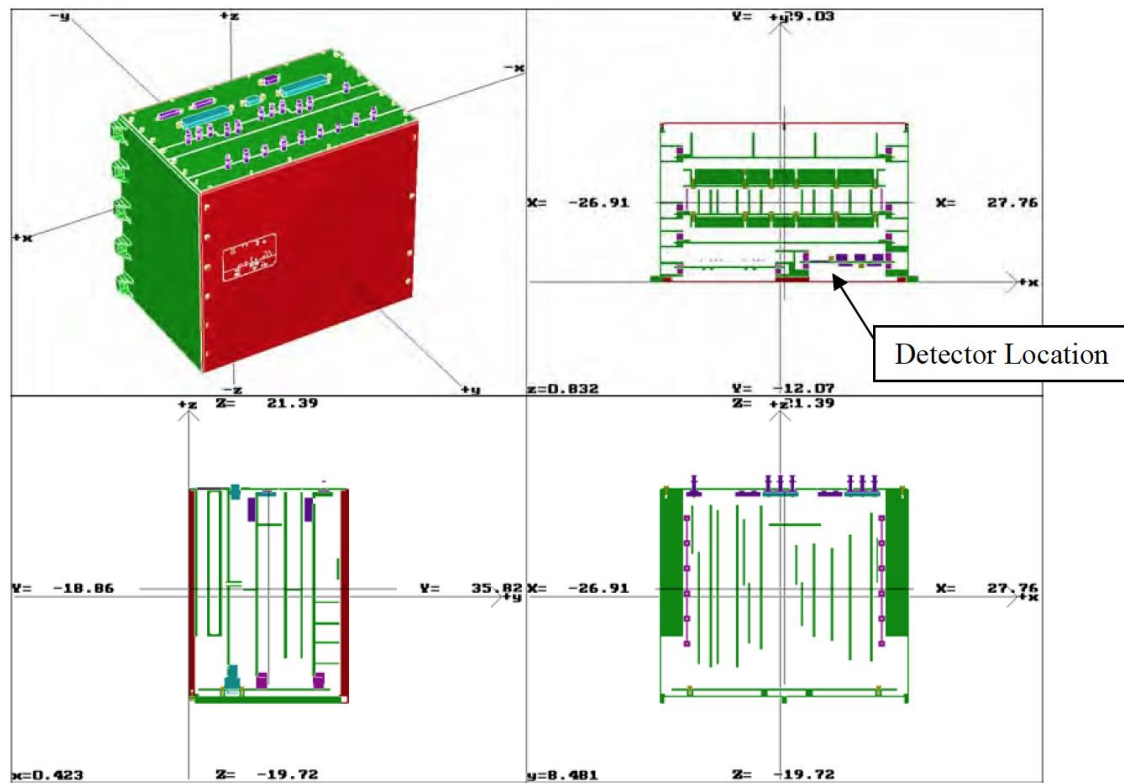 -y
+z
-x
+x
-z
+y
Y= +y29.03
X= -26.91
X= 27.76
+x
z=0.832
Y= -12.07
Detector Location
+z
Z= 21.39
Y= -18.86
Y= 35.82
+y
x=0.423
Z= -19.72
Z= +z21.39
X= -26.91
X= 27.76
+x
y=8.481
Z= -19.72